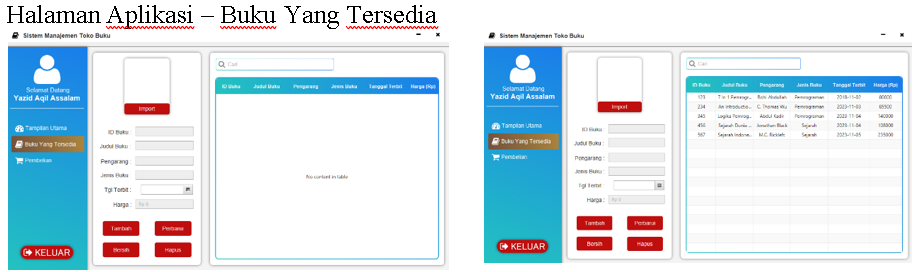 Halaman Aplikasi – Buku Yang Tersedia
Sistem Manajemen Toko Buku
Selamat Datang
Yazid Aqil Assalam
Tampilan Utama
Buku Yang Tersedia
Pembelian
KELUAR
Import
ID Buku :
Judul Buku :
Pengarang :
Jenis Buku :
Tgl Terbit :
Harga : Rp 0
Tambah Perbarui
Bersih Hapus
Cari
ID Buku Judul Buku Pengarang Jenis Buku Tanggal Terbit Harga (Rp)
No content in table
Sistem Manajemen Toko Buku
Selamat Datang
Yazid Aqil Assalam
Tampilan Utama
Buku Yang Tersedia
Pembelian
KELUAR
Import
ID Buku :
Judul Buku :
Pengarang :
Jenis Buku :
Tgl Terbit :
Harga : Rp 0
Tambah Perbarui
Bersih Hapus
Cari
ID Buku Judul Buku Pengarang Jenis Buku Tanggal Terbit Harga (Rp)
123 7 in 1 Pemrogr... Rohi Abdulloh Pemrograman 2018-11-02 80000
234 An Introductio... C. Thomas Wu Pemrograman 2023-11-03 65500
345 Logika Pemrog... Abdul Kadir Pemrograman 2023-11-04 140000
456 Sejarah Dunia ... Jonathan Black Sejarah 2023-11-04
567 Sejarah Indone... M.C. Ricklefs Sejarah 2023-11-05 235000